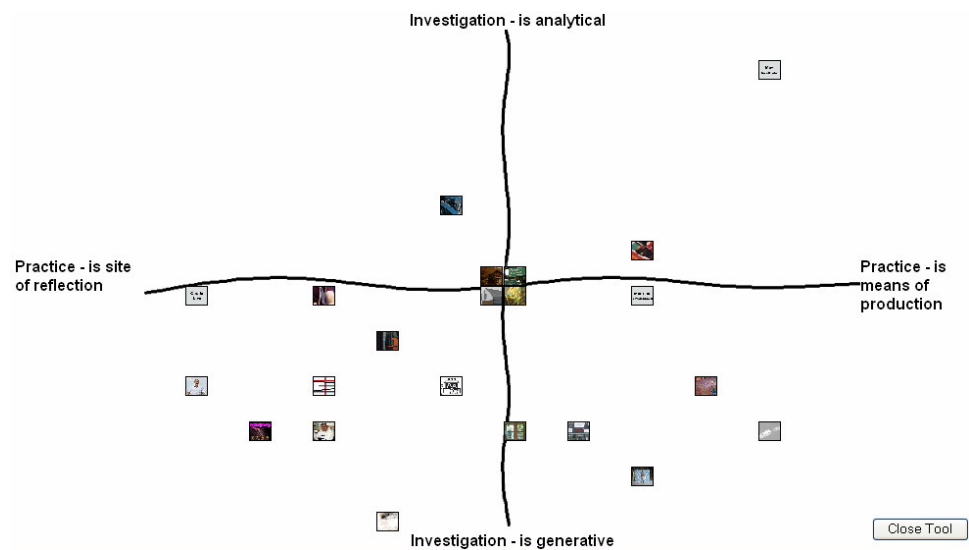 Investigation - is analytical
Practice - is site
of reflection
Practice - is
means of
production
Investigation - is generative
Close Tool